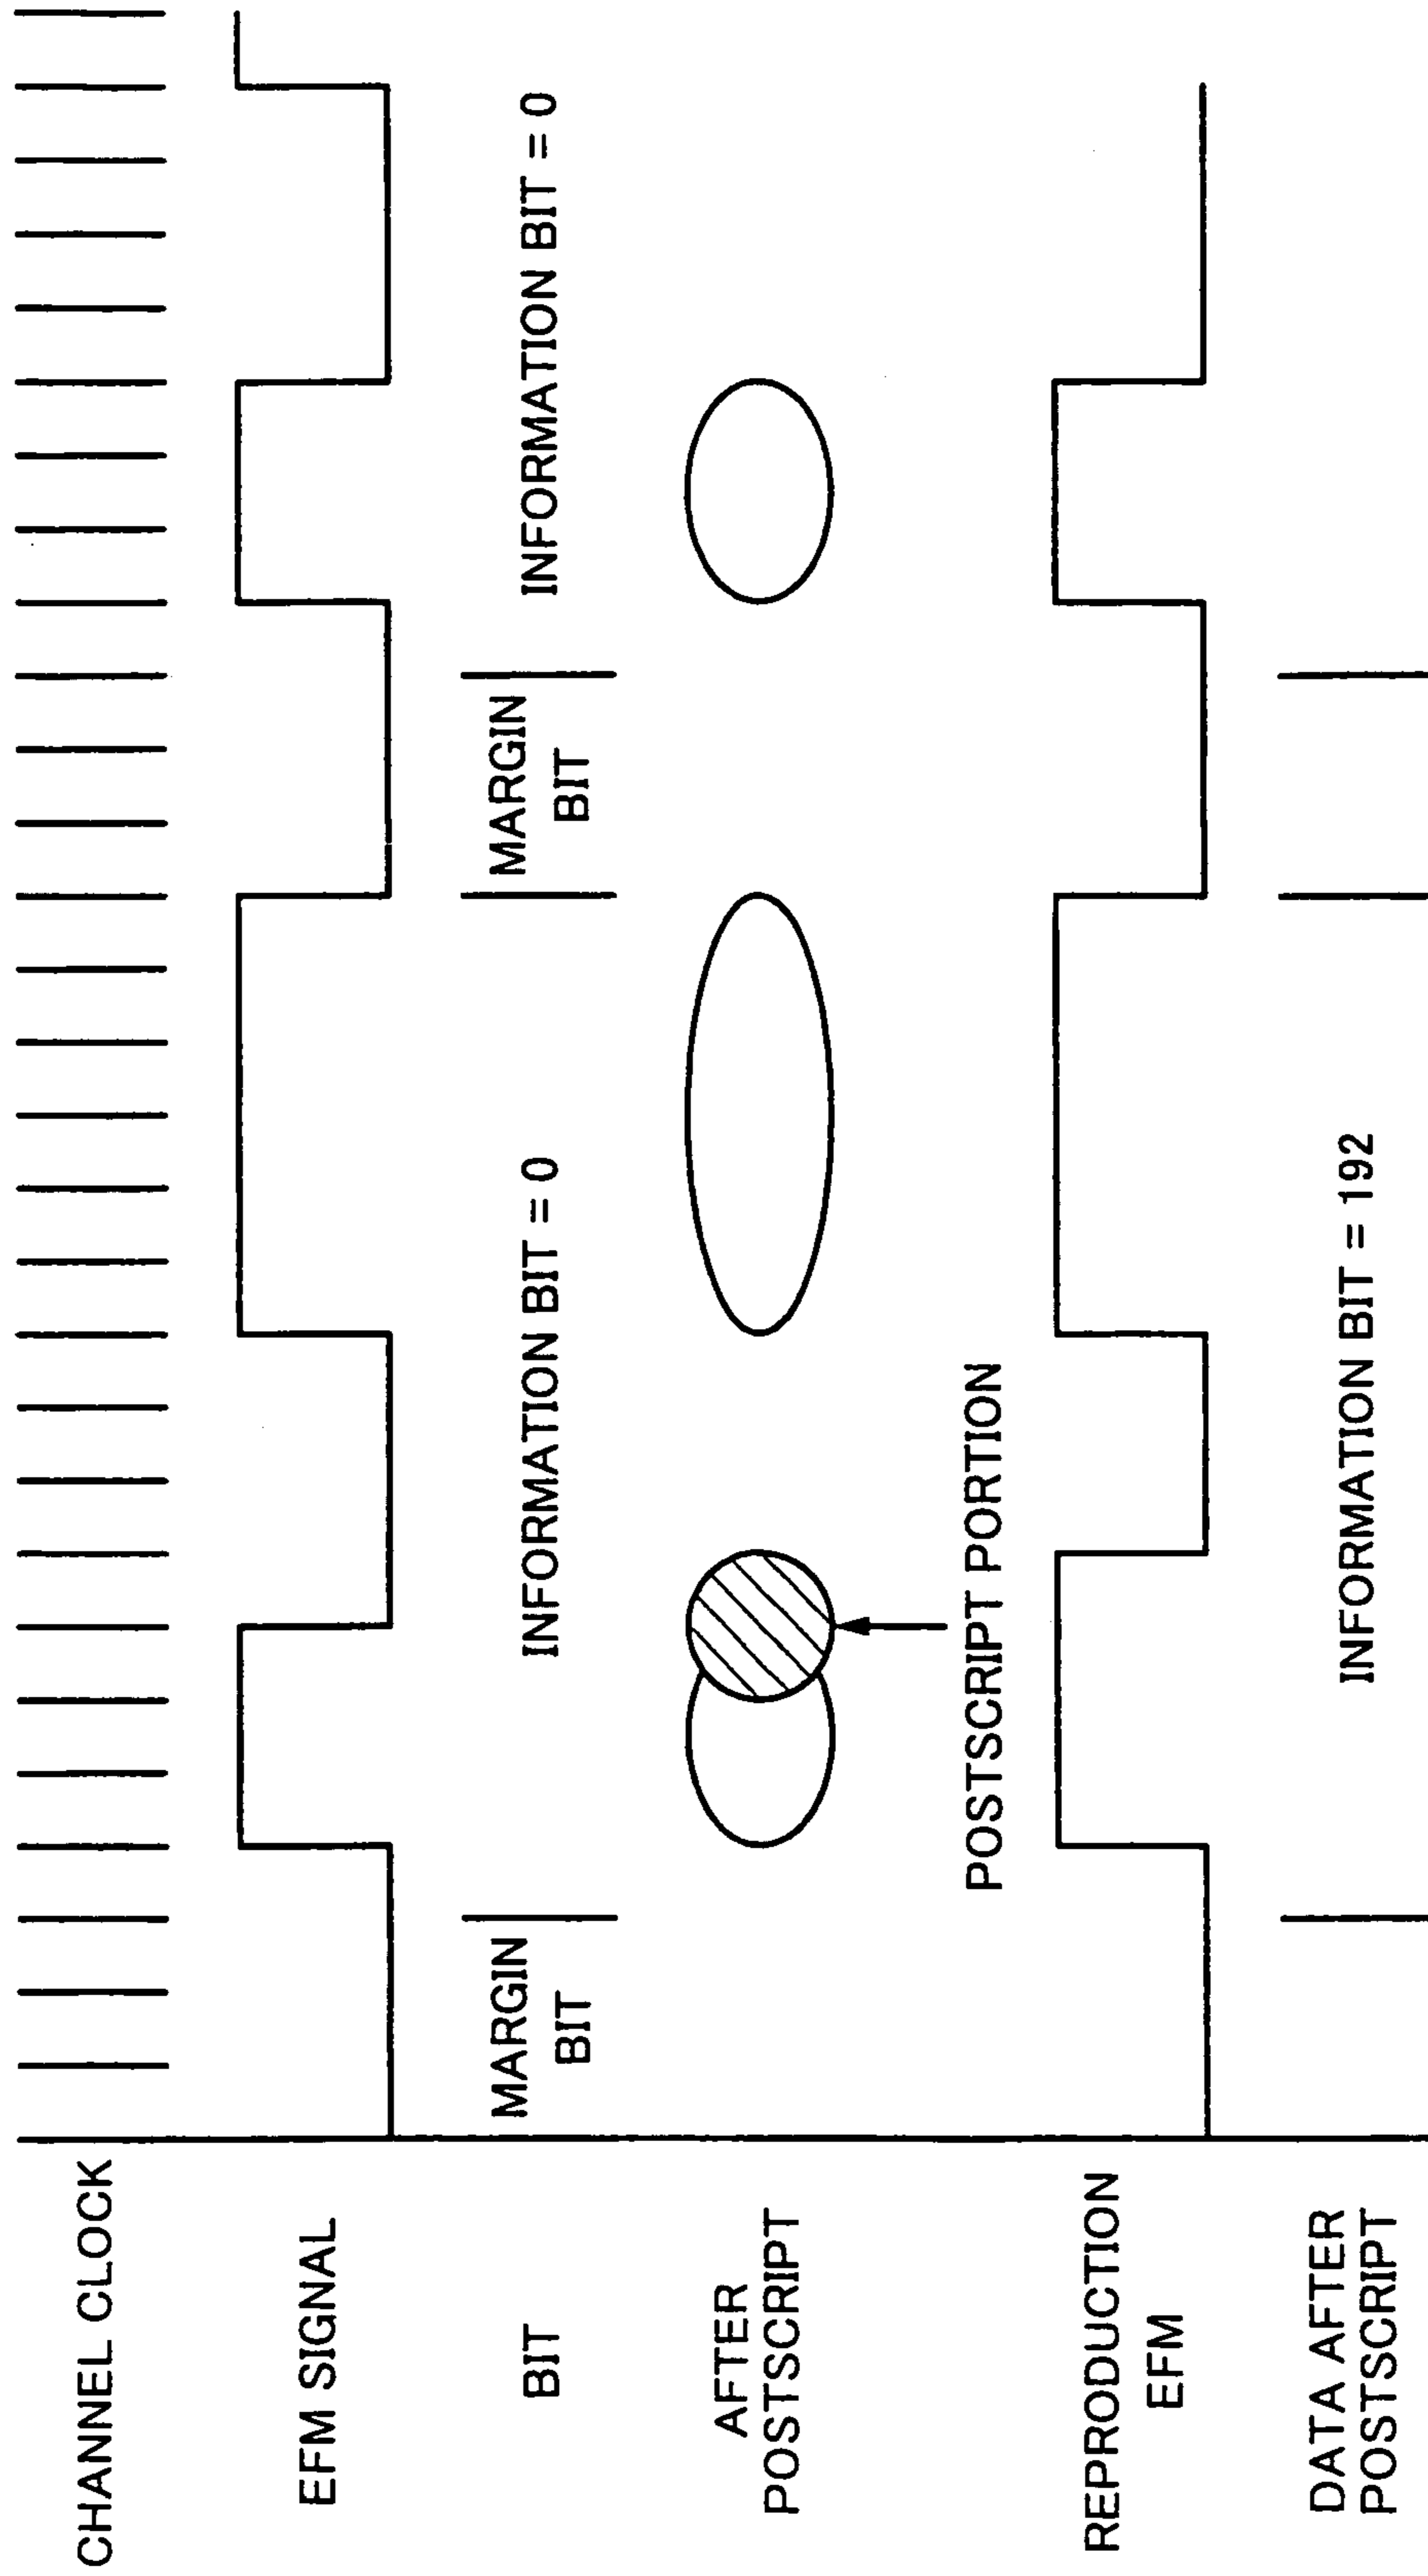 CHANNEL CLOCK
EFM SIGNAL
BIT
MARGIN
BIT
INFORMATION BIT = 0
MARGIN
BIT
INFORMATION BIT = 0
AFTER
POSTSCRIPT
POSTSCRIPT PORTION
REPRODUCTION
EFM
DATA AFTER
POSTSCRIPT
INFORMATION BIT = 192